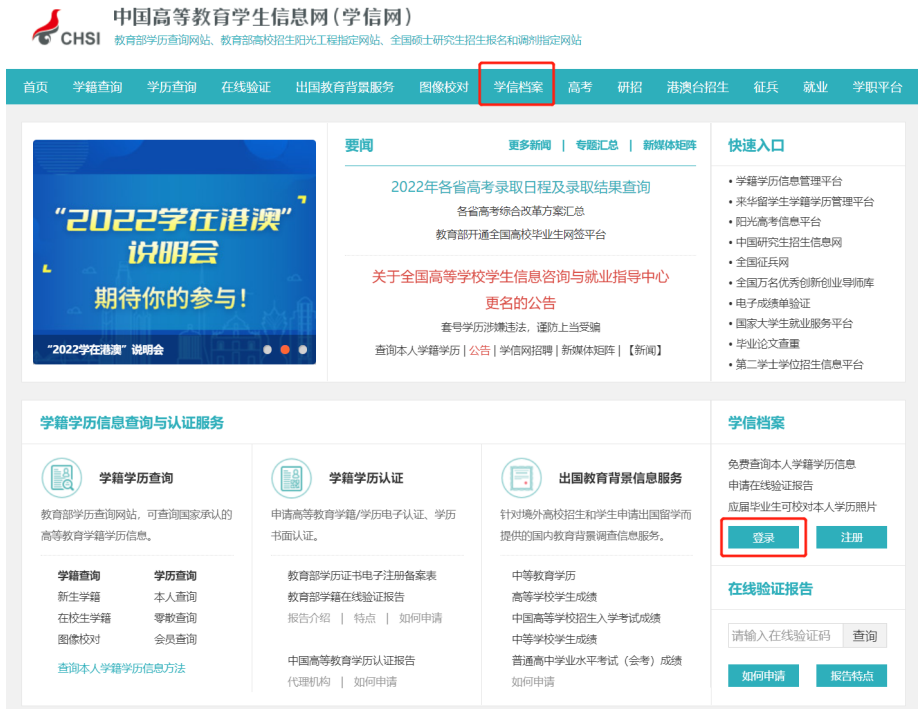 中国高等教育学生信息网(学信网)
CHSI 教育部学历查询网站、教育部高校招生阳光工程指定网站、全国硕士研究生招生报名和调剂指定网站
首页 学籍查询 学历查询 在线验证 出国教育背景服务 图像校对 学信档案 高考 研招 港澳台招生 征兵 就业 学职平台
“2022学在港澳”
说明会
期待你的参与!
“2022学在港澳”说明会
要闻 更多新闻 | 专题汇总 | 新媒体矩阵
2022年各省高考录取日程及录取结果查询
各省高考综合改革方案汇总
教育部开通全国高校毕业生网签平台
关于全国高等学校学生信息咨询与就业指导中心
更名的公告
套号学历涉嫌违法,谨防上当受骗
查询本人学籍学历 | 公告 | 学信网招聘 | 新媒体矩阵 | 【新闻】
快速入口
• 学籍学历信息管理平台
• 来华留学生学籍学历管理平台
• 阳光高考信息平台
• 中国研究生招生信息网
• 全国征兵网
• 全国万名优秀创新创业导师库
• 电子成绩单验证
• 国家大学生就业服务平台
• 毕业论文查重
• 第二学士学位招生信息平台
学籍学历信息查询与认证服务
学籍学历查询
教育部学历查询网站,可查询国家承认的
高等教育学籍学历信息。
学籍查询 学历查询
新生学籍 本人查询
在校生学籍 零散查询
图像校对 会员查询
查询本人学籍学历信息方法
学籍学历认证
申请高等教育学籍/学历电子认证、学历
书面认证。
教育部学历证书电子注册备案表
教育部学籍在线验证报告
报告介绍 | 特点 | 如何申请
中国高等教育学历认证报告
代理机构 | 如何申请
出国教育背景信息服务
针对境外高校招生和学生申请出国留学而
提供的国内教育背景调查信息服务。
中等教育学历
高等学校学生成绩
中国高等学校招生入学考试成绩
中等学校学生成绩
普通高中学业水平考试(会考)成绩
如何申请
学信档案
免费查询本人学籍学历信息
申请在线验证报告
应届毕业生可校对本人学历照片
登录 注册
在线验证报告
请输入在线验证码 查询
如何申请 报告特点